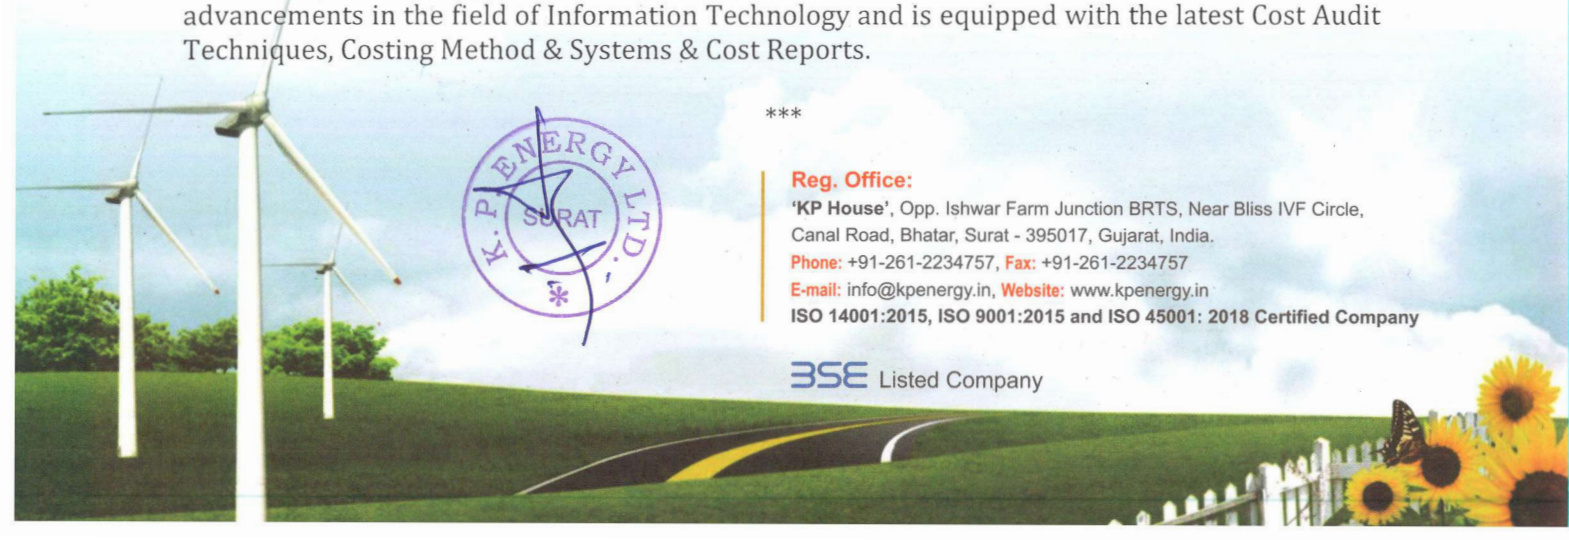 advancements in the field of Information Technology and is equipped with the latest Cost Audit
Techniques, Costing Method & Systems & Cost Reports.
***
K.P. ENERGY LTD.
SURAT
*
Reg. Office:
‘KP House’, Opp. Ishwar Farm Junction BRTS, Near Bliss IVF Circle,
Canal Road, Bhatar, Surat - 395017, Gujarat, India.
Phone: +91-261-2234757, Fax: +91-261-2234757
E-mail: info@kpenergy.in, Website: www.kpenergy.in
ISO 14001:2015, ISO 9001:2015 and ISO 45001: 2018 Certified Company
BSE Listed Company